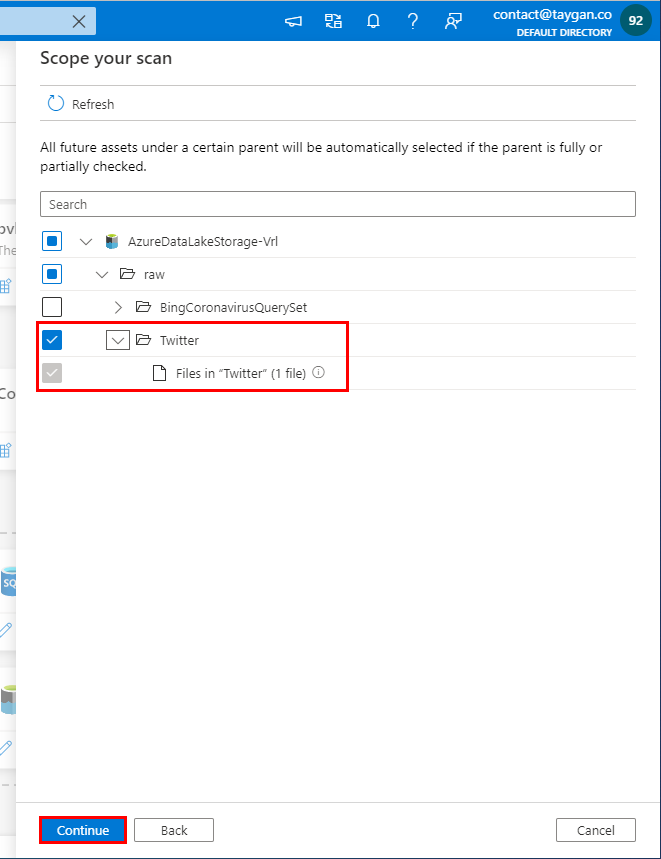 contact@taygan.co
DEFAULT DIRECTORY
92
Scope your scan
Refresh
All future assets under a certain parent will be automatically selected if the parent is fully or
partially checked.
Search
AzureDataLakeStorage-Vrl
raw
BingCoronavirusQuerySet
Twitter
Files in “Twitter” (1 file)
The
Co
SQ
Continue
Back
Cancel